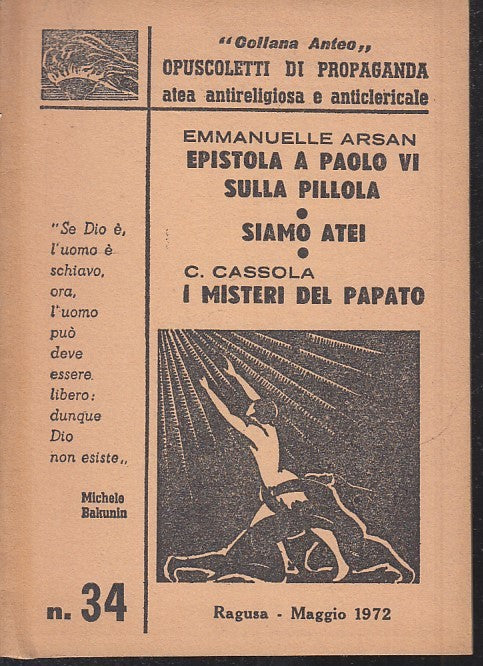 "Collana Anteo„
OPUSCOLETTI DI PROPAGANDA
atea antireligiosa e anticlericale
EMMANUELLE ARSAN
EPISTOLA A PAOLO VI
SULLA PILLOLA
●
SIAMO ATEI
●
C. CASSOLA
I MISTERI DEL PAPATO
"Se Dio è,
l'uomo è
schiavo,
ora,
l'uomo
può
deve
essere
libero:
dunque
Dio
non esiste„
Michele
Bakunin
n. 34
Ragusa - Maggio 1972